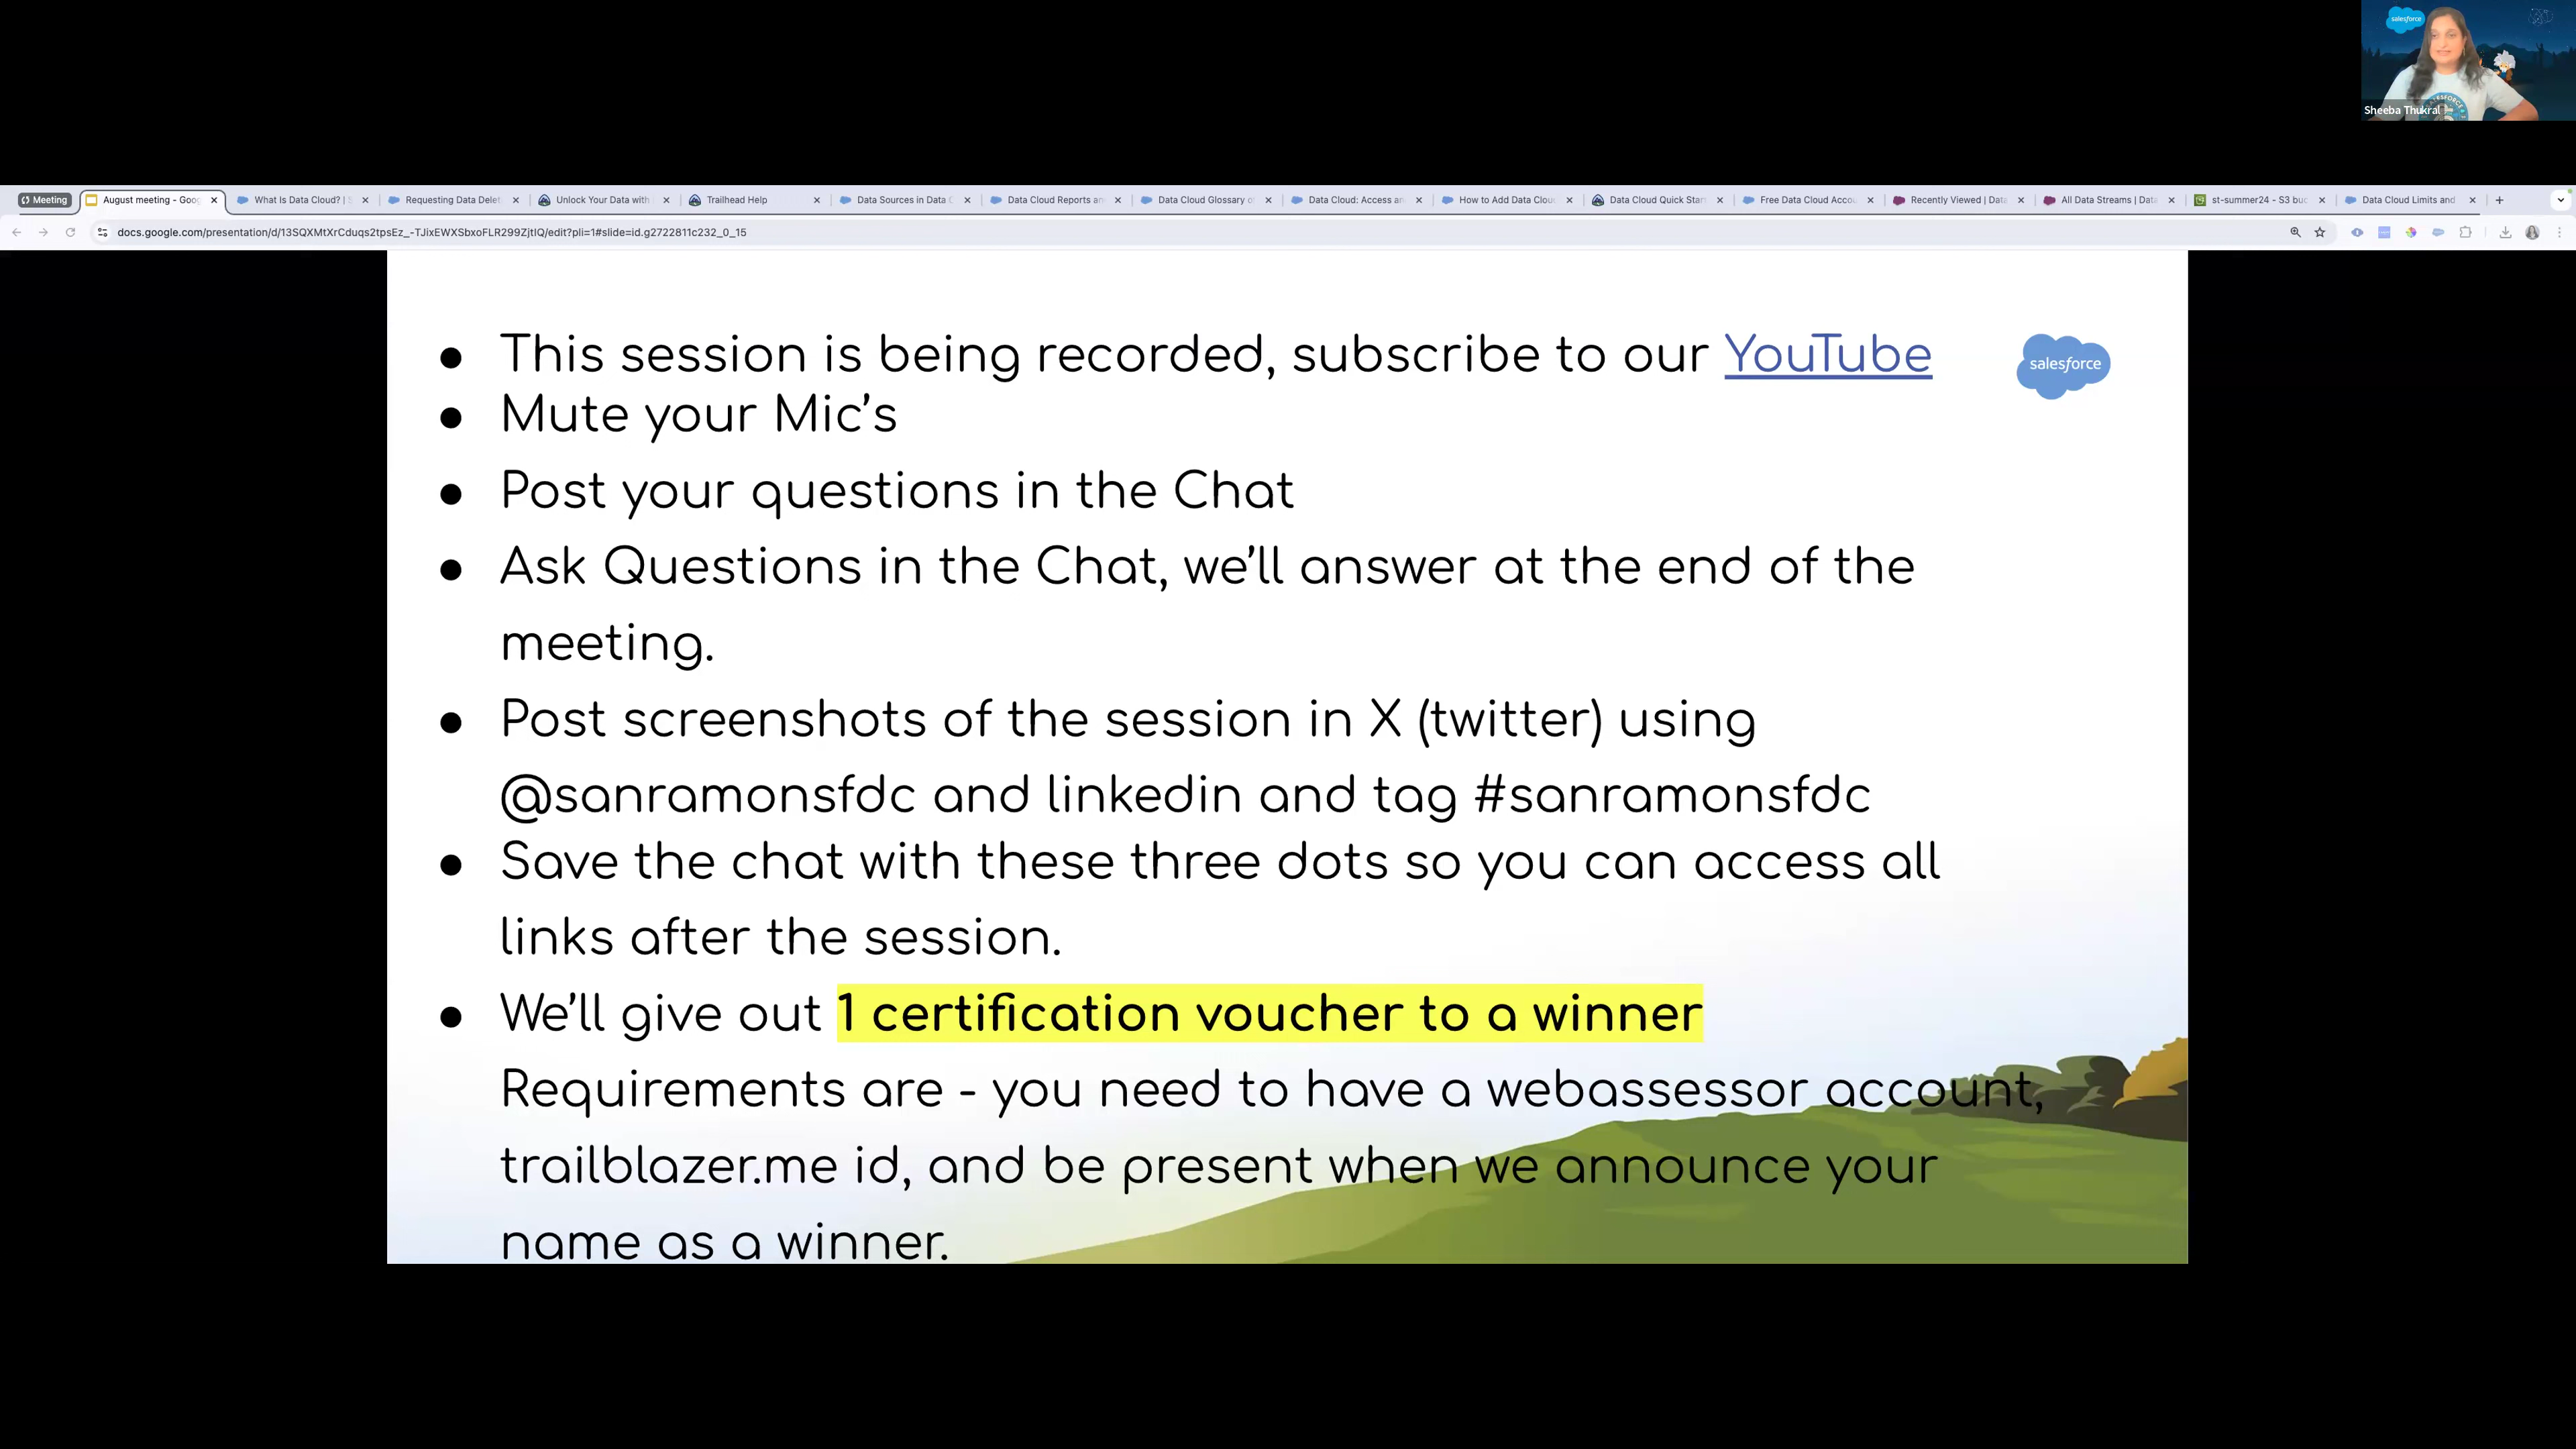 salesforce
Sheeba Thukral
Meeting
August meeting - Goo
What Is Data Cloud? |
Requesting Data Delet
Unlock Your Data with
Trailhead Help
Data Sources in Data C
Data Cloud Reports an
Data Cloud Glossary o
Data Cloud: Access an
How to Add Data Clou
Data Cloud Quick Star
Free Data Cloud Accou
Recently Viewed | Data
All Data Streams | Data
st-summer24 - S3 buc
Data Cloud Limits and
docs.google.com/presentation/d/13SQXMtXrCduqs2tpsEz_-TJixEWXSbxoFLR299ZjtIQ/edit?pli=1#slide=id.g2722811c232_0_15
● This session is being recorded, subscribe to our YouTube
salesforce
● Mute your Mic’s
● Post your questions in the Chat
● Ask Questions in the Chat, we’ll answer at the end of the
meeting.
● Post screenshots of the session in X (twitter) using
@sanramonsfdc and linkedin and tag #sanramonsfdc
● Save the chat with these three dots so you can access all
links after the session.
● We’ll give out 1 certification voucher to a winner
Requirements are - you need to have a webassessor account,
trailblazer.me id, and be present when we announce your
name as a winner.